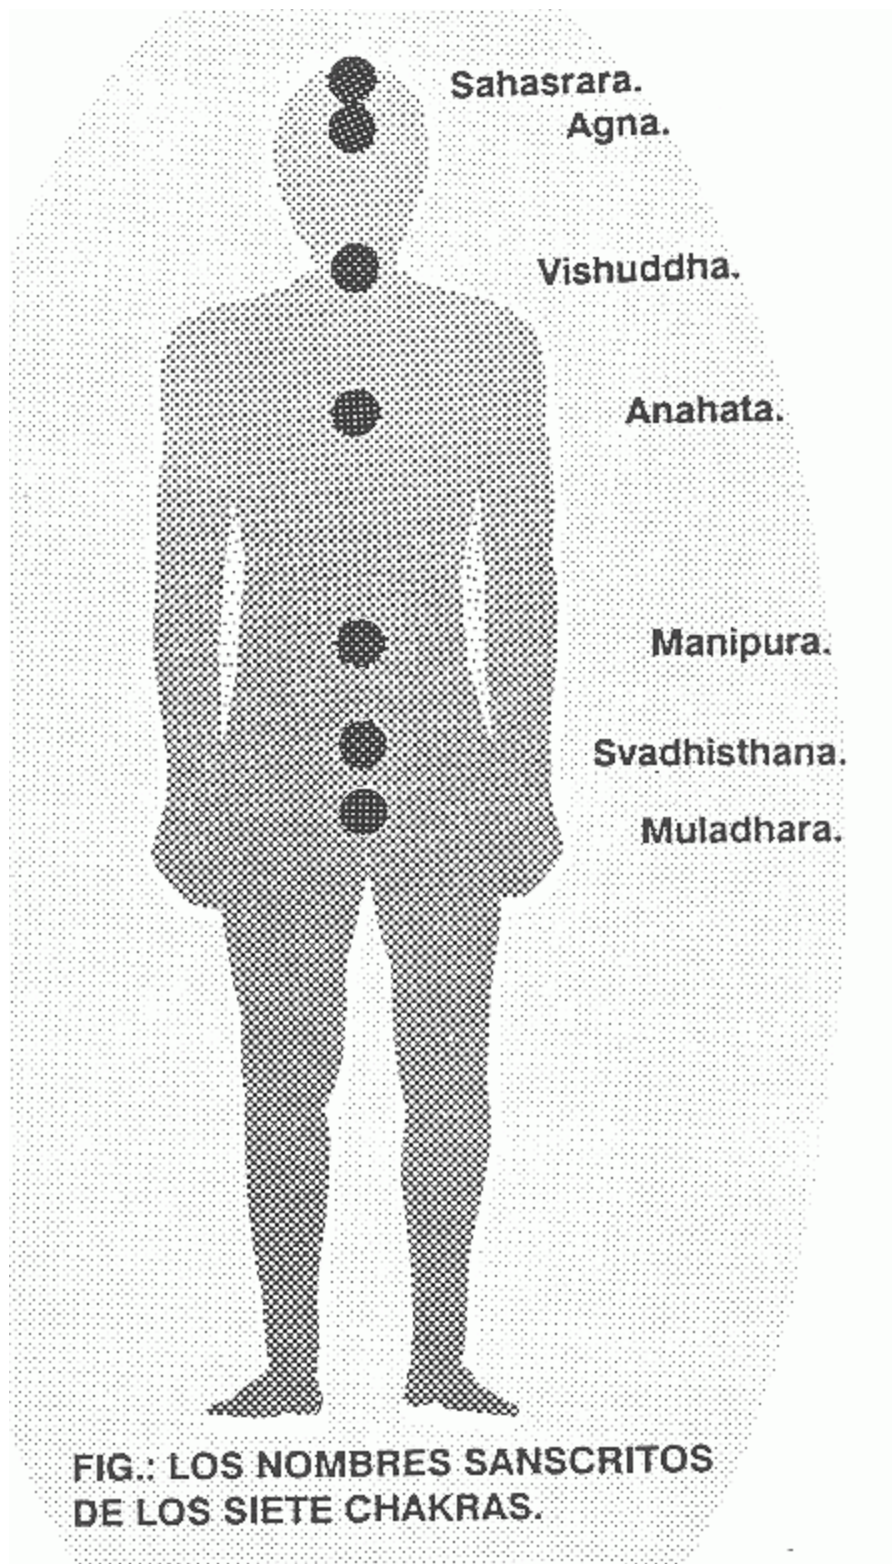 Sahasrara.
Agna.
Vishuddha.
Anahata.
Manipura.
Svadhisthana.
Muladhara.
FIG.: LOS NOMBRES SANSCRITOS
DE LOS SIETE CHAKRAS.